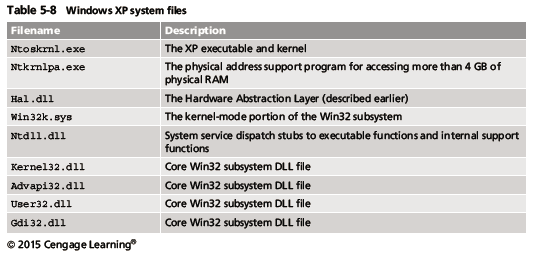 Table 5-8 Windows XP system files
Filename Description
Ntoskrnl.exe The XP executable and kernel
Ntkrnlpa.exe The physical address support program for accessing more than 4 GB of
physical RAM
Hal.dll The Hardware Abstraction Layer (described earlier)
Win32k.sys The kernel-mode portion of the Win32 subsystem
Ntdll.dll System service dispatch stubs to executable functions and internal support
functions
Kernel32.dll Core Win32 subsystem DLL file
Advapi32.dll Core Win32 subsystem DLL file
User32.dll Core Win32 subsystem DLL file
Gdi32.dll Core Win32 subsystem DLL file
© 2015 Cengage Learning®